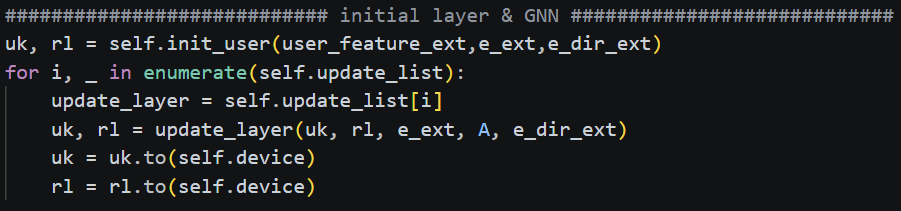 ############################ initial layer & GNN ############################
uk, rl = self.init_user(user_feature_ext,e_ext,e_dir_ext)
for i, _ in enumerate(self.update_list):
    update_layer = self.update_list[i]
    uk, rl = update_layer(uk, rl, e_ext, A, e_dir_ext)
    uk = uk.to(self.device)
    rl = rl.to(self.device)